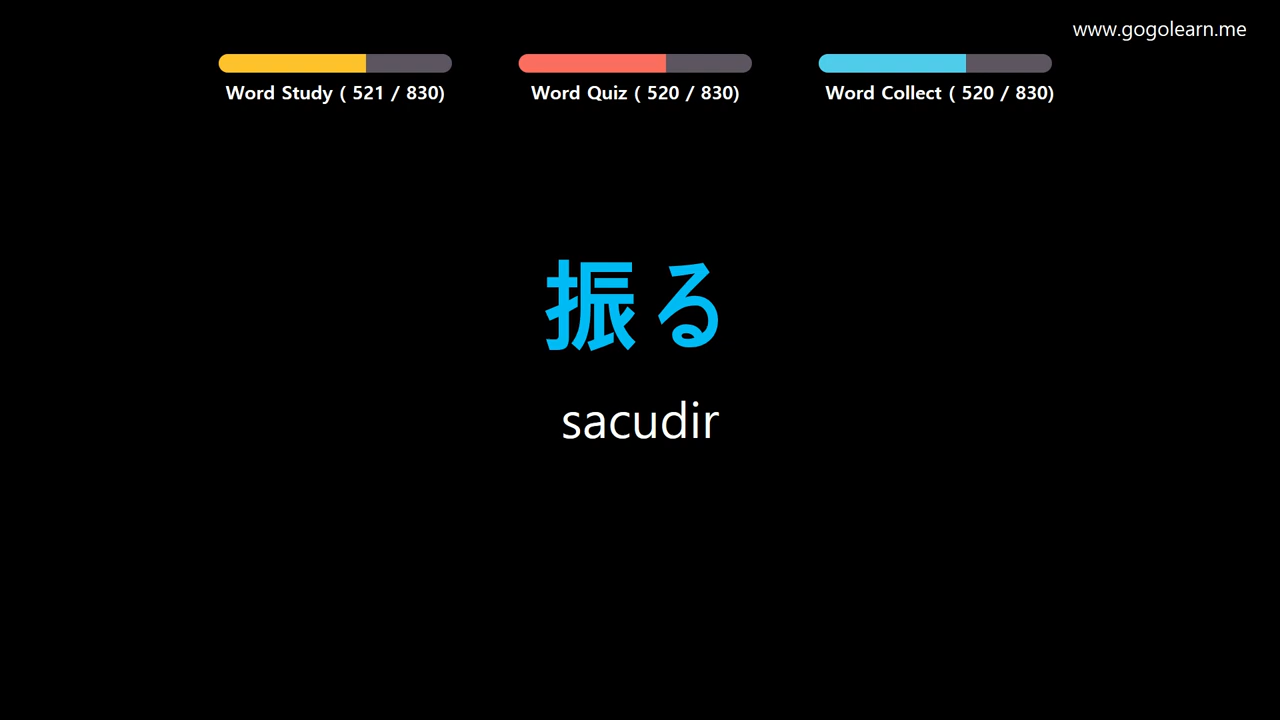 www.gogolearn.me
Word Study ( 521 / 830)
Word Quiz ( 520 / 830)
Word Collect ( 520 / 830)
振る
sacudir